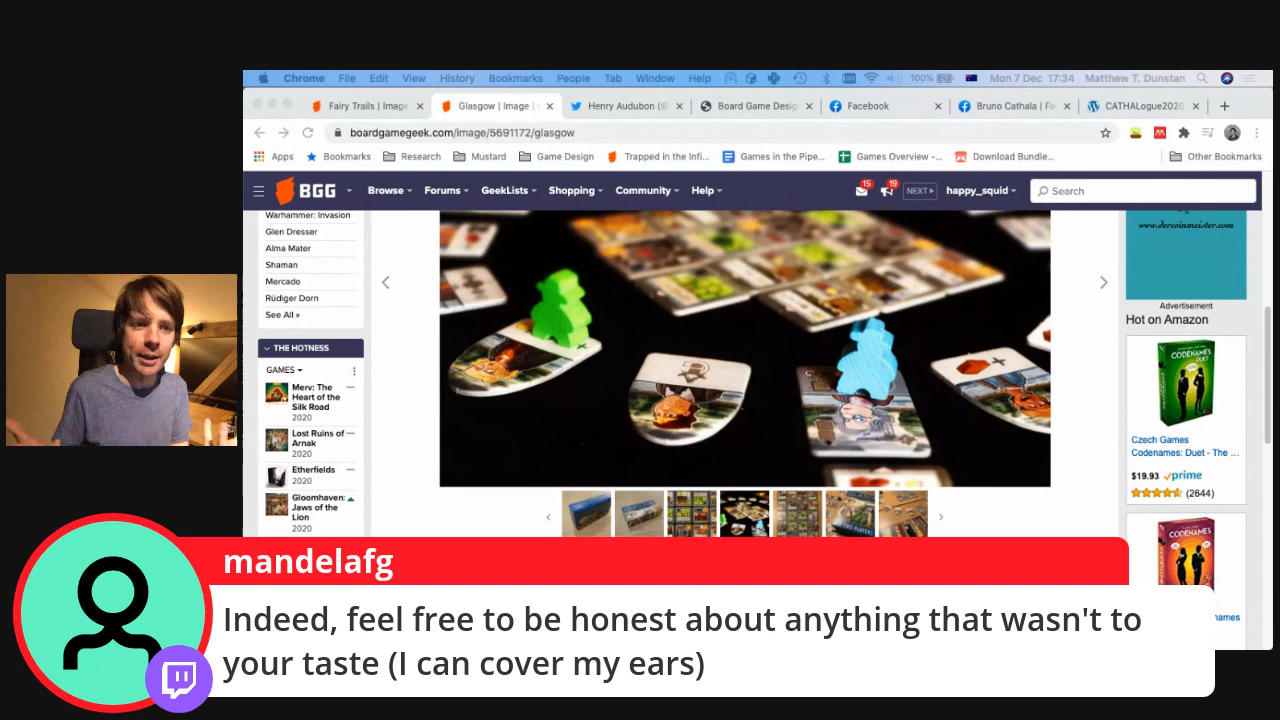 Chrome File Edit View History Bookmarks People Tab Window Help 100% Mon 7 Dec 17:34 Matthew T. Dunstan
Fairy Trails | Image Glasgow | Image | Henry Audubon (@ Board Game Desig Facebook Bruno Cathala | Fa CATHALogue2020
boardgamegeek.com/image/5691172/glasgow
Apps Bookmarks Research Mustard Game Design Trapped in the Infi... Games in the Pipe... Games Overview -... Download Bundle... Other Bookmarks
BGG Browse Forums GeekLists Shopping Community Help 15 19 NEXT happy_squid Search
Warhammer: Invasion
Glen Dresser
Alma Mater
Shaman
Mercado
Rüdiger Dorn
See All »
THE HOTNESS
GAMES
Merv: The
Heart of the
Silk Road
2020
Lost Ruins of
Arnak
2020
Etherfields
2020
Gloomhaven:
Jaws of the
Lion
2020
www.dercoinmeister.com
Advertisement
Hot on Amazon
CODENAMES
DUET
Czech Games
Codenames: Duet - The ...
$19.93 prime
(2644)
CODENAMES
names
mandelafg
Indeed, feel free to be honest about anything that wasn't to
your taste (I can cover my ears)